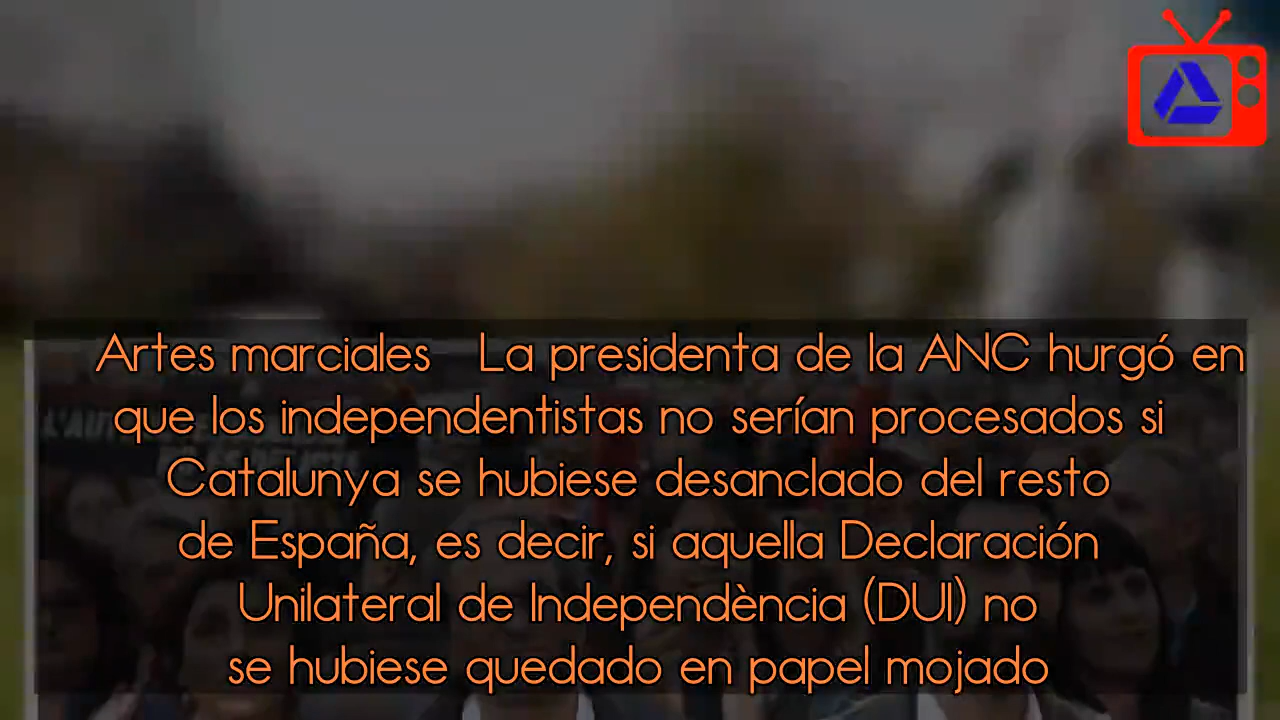 Artes marciales La presidenta de la ANC hurgó en
que los independentistas no serían procesados si
Catalunya se hubiese desanclado del resto
de España, es decir, si aquella Declaración
Unilateral de Independència (DUI) no
se hubiese quedado en papel mojado